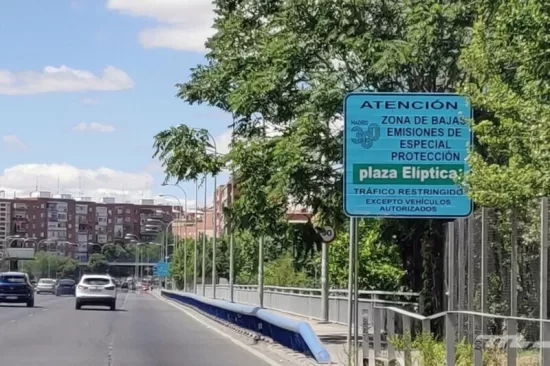 ATENCIÓN
MADRID
360
ZONA DE BAJAS
EMISIONES DE
ESPECIAL
PROTECCIÓN
plaza Elíptica
TRÁFICO RESTRINGIDO
EXCEPTO VEHÍCULOS
AUTORIZADOS